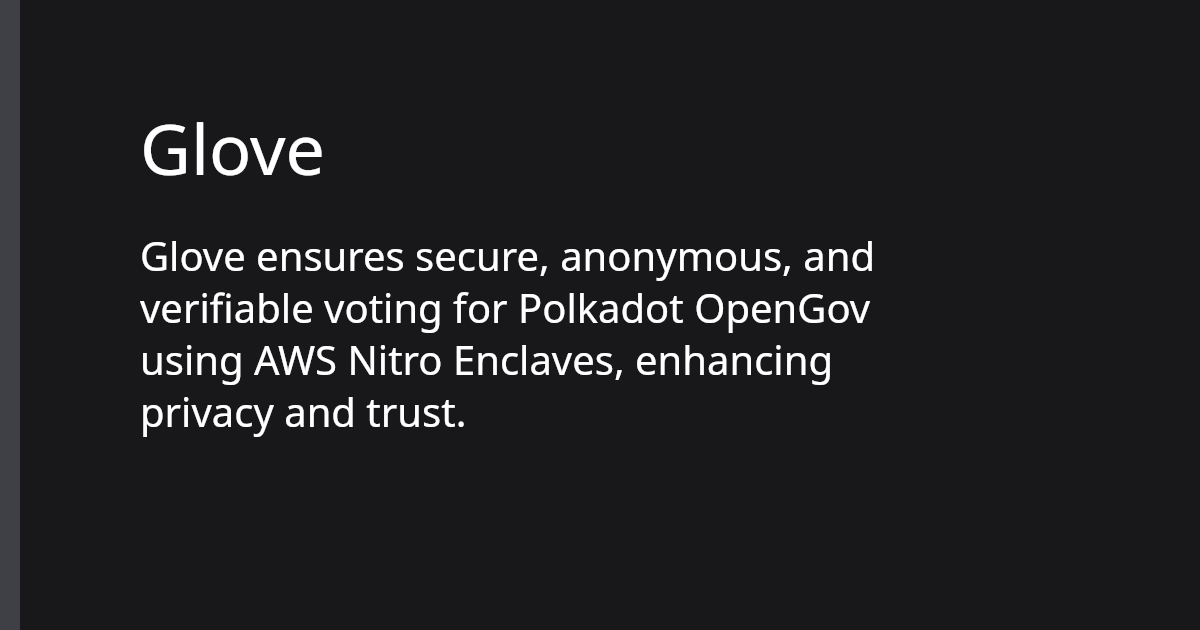 Glove
Glove ensures secure, anonymous, and
verifiable voting for Polkadot OpenGov
using AWS Nitro Enclaves, enhancing
privacy and trust.